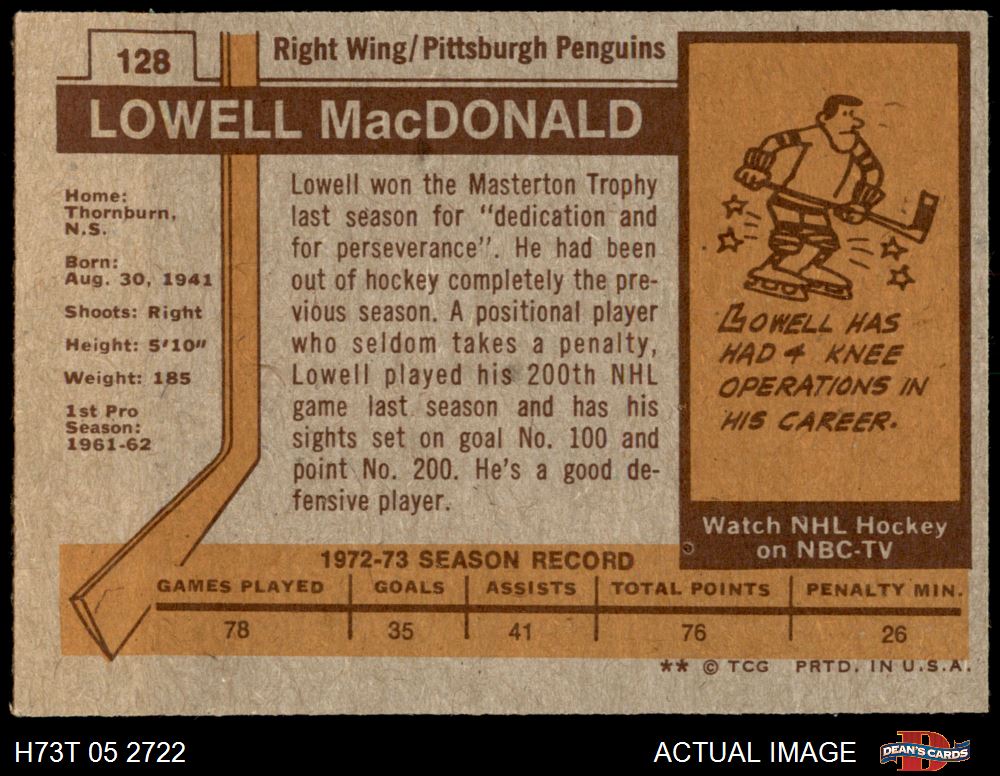 128
Right Wing/Pittsburgh Penguins
LOWELL MacDONALD
Home:
Thornburn,
N.S.
Born:
Aug. 30, 1941
Shoots: Right
Height: 5'10"
Weight: 185
1st Pro
Season:
1961-62
Lowell won the Masterton Trophy
last season for "dedication and
for perseverance". He had been
out of hockey completely the pre-
vious season. A positional player
who seldom takes a penalty,
Lowell played his 200th NHL
game last season and has his
sights set on goal No. 100 and
point No. 200. He's a good de-
fensive player.
LOWELL HAS
HAD 4 KNEE
OPERATIONS IN
HIS CAREER.
Watch NHL Hockey
on NBC-TV
1972-73 SEASON RECORD
GAMES PLAYED GOALS ASSISTS TOTAL POINTS PENALTY MIN.
78 35 41 76 26
** © TCG PRTD. IN U.S.A.
H73T 05 2722
ACTUAL IMAGE
D
DEAN'S CARDS